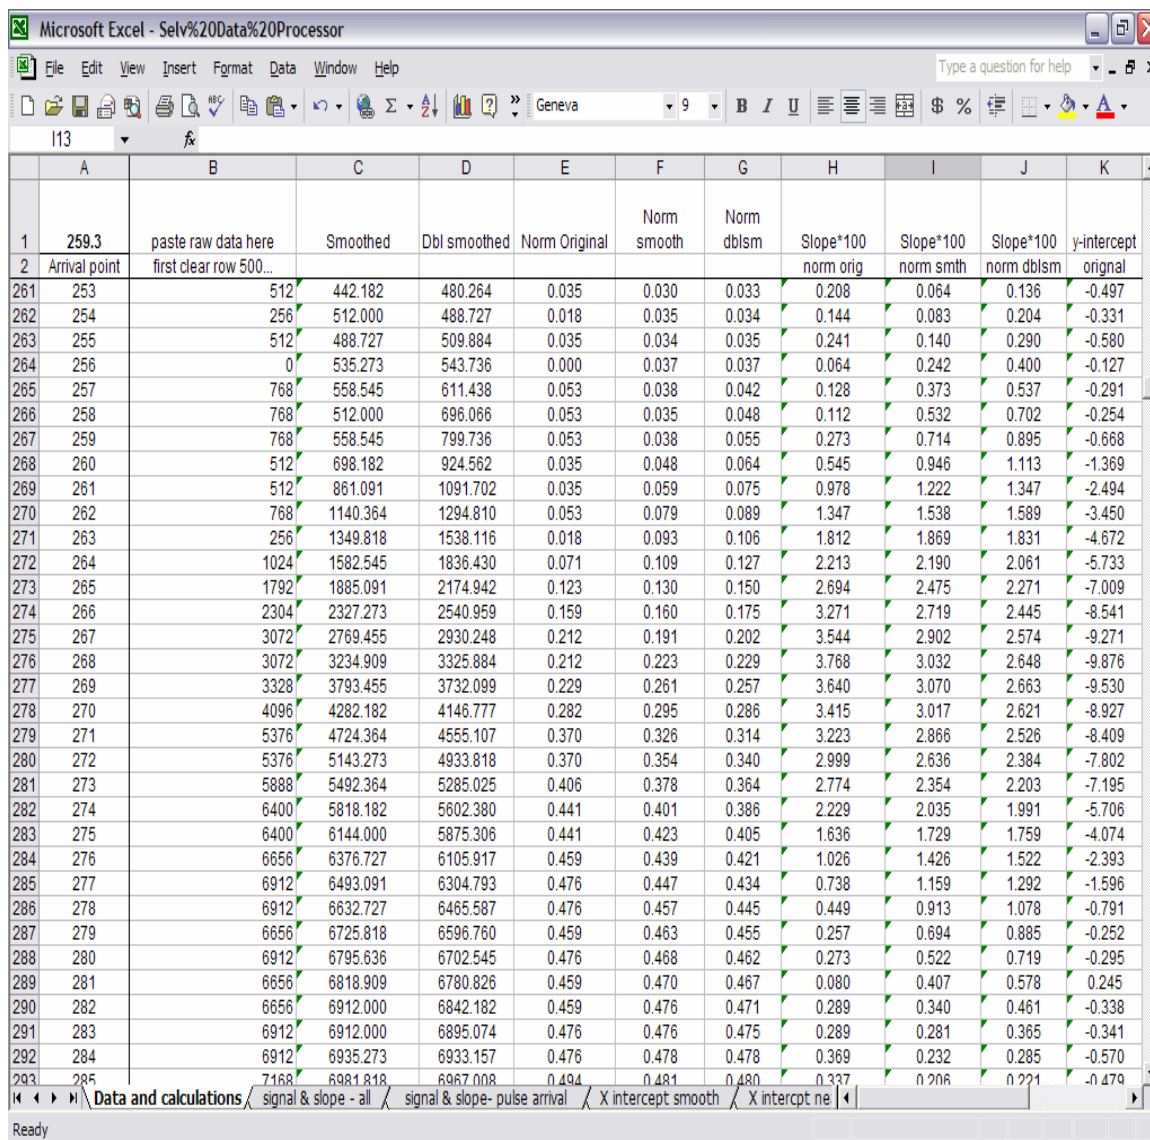 Microsoft Excel - Selv%20Data%20Processor
File Edit View Insert Format Data Window Help Type a question for help
Geneva 9 B I U $ %
I13 fx
A B C D E F G H I J K
1 259.3 paste raw data here Smoothed Dbl smoothed Norm Original Norm smooth Norm dblsm Slope*100 Slope*100 Slope*100 y-intercept
2 Arrival point first clear row 500... norm orig norm smth norm dblsm orignal
261 253 512 442.182 480.264 0.035 0.030 0.033 0.208 0.064 0.136 -0.497
262 254 256 512.000 488.727 0.018 0.035 0.034 0.144 0.083 0.204 -0.331
263 255 512 488.727 509.884 0.035 0.034 0.035 0.241 0.140 0.290 -0.580
264 256 0 535.273 543.736 0.000 0.037 0.037 0.064 0.242 0.400 -0.127
265 257 768 558.545 611.438 0.053 0.038 0.042 0.128 0.373 0.537 -0.291
266 258 768 512.000 696.066 0.053 0.035 0.048 0.112 0.532 0.702 -0.254
267 259 768 558.545 799.736 0.053 0.038 0.055 0.273 0.714 0.895 -0.668
268 260 512 698.182 924.562 0.035 0.048 0.064 0.545 0.946 1.113 -1.369
269 261 512 861.091 1091.702 0.035 0.059 0.075 0.978 1.222 1.347 -2.494
270 262 768 1140.364 1294.810 0.053 0.079 0.089 1.347 1.538 1.589 -3.450
271 263 256 1349.818 1538.116 0.018 0.093 0.106 1.812 1.869 1.831 -4.672
272 264 1024 1582.545 1836.430 0.071 0.109 0.127 2.213 2.190 2.061 -5.733
273 265 1792 1885.091 2174.942 0.123 0.130 0.150 2.694 2.475 2.271 -7.009
274 266 2304 2327.273 2540.959 0.159 0.160 0.175 3.271 2.719 2.445 -8.541
275 267 3072 2769.455 2930.248 0.212 0.191 0.202 3.544 2.902 2.574 -9.271
276 268 3072 3234.909 3325.884 0.212 0.223 0.229 3.768 3.032 2.648 -9.876
277 269 3328 3793.455 3732.099 0.229 0.261 0.257 3.640 3.070 2.663 -9.530
278 270 4096 4282.182 4146.777 0.282 0.295 0.286 3.415 3.017 2.621 -8.927
279 271 5376 4724.364 4555.107 0.370 0.326 0.314 3.223 2.866 2.526 -8.409
280 272 5376 5143.273 4933.818 0.370 0.354 0.340 2.999 2.636 2.384 -7.802
281 273 5888 5492.364 5285.025 0.406 0.378 0.364 2.774 2.354 2.203 -7.195
282 274 6400 5818.182 5602.380 0.441 0.401 0.386 2.229 2.035 1.991 -5.706
283 275 6400 6144.000 5875.306 0.441 0.423 0.405 1.636 1.729 1.759 -4.074
284 276 6656 6376.727 6105.917 0.459 0.439 0.421 1.026 1.426 1.522 -2.393
285 277 6912 6493.091 6304.793 0.476 0.447 0.434 0.738 1.159 1.292 -1.596
286 278 6912 6632.727 6465.587 0.476 0.457 0.445 0.449 0.913 1.078 -0.791
287 279 6656 6725.818 6596.760 0.459 0.463 0.455 0.257 0.694 0.885 -0.252
288 280 6912 6795.636 6702.545 0.476 0.468 0.462 0.273 0.522 0.719 -0.295
289 281 6656 6818.909 6780.826 0.459 0.470 0.467 0.080 0.407 0.578 0.245
290 282 6656 6912.000 6842.182 0.459 0.476 0.471 0.289 0.340 0.461 -0.338
291 283 6912 6912.000 6895.074 0.476 0.476 0.475 0.289 0.281 0.365 -0.341
292 284 6912 6935.273 6933.157 0.476 0.478 0.478 0.369 0.232 0.285 -0.570
293 285 7168 6981.818 6967.008 0.494 0.481 0.480 0.337 0.206 0.221 -0.479
Data and calculations signal & slope - all signal & slope- pulse arrival X intercept smooth X intercpt ne
Ready